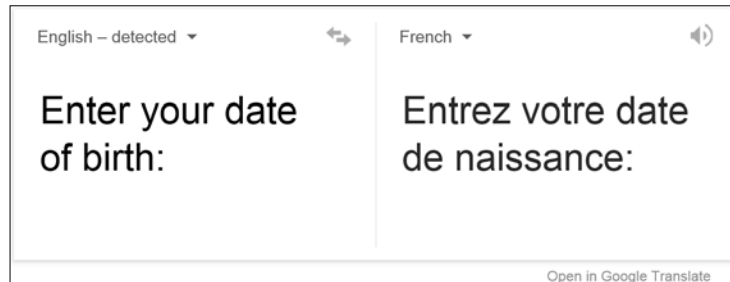 English – detected
French
Enter your date
of birth:
Entrez votre date
de naissance:
Open in Google Translate